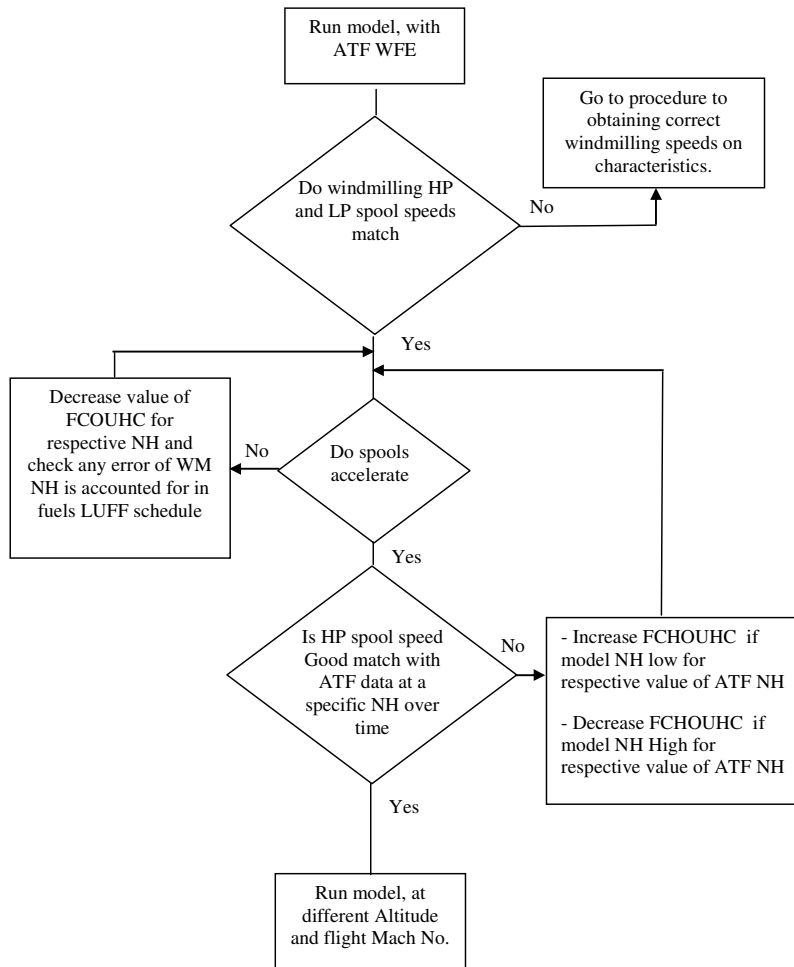 Run model, with
ATF WFE
Go to procedure to
obtaining correct
windmilling speeds on
characteristics.
Do windmilling HP
and LP spool speeds
match
No
Yes
Decrease value of
FCOUHC for
respective NH and
check any error of WM
NH is accounted for in
fuels LUFF schedule
No
Do spools
accelerate
Yes
Is HP spool speed
Good match with
ATF data at a
specific NH over
time
No
- Increase FCHOUHC if
model NH low for
respective value of ATF NH
- Decrease FCHOUHC if
model NH High for
respective value of ATF NH
Yes
Run model, at
different Altitude
and flight Mach No.